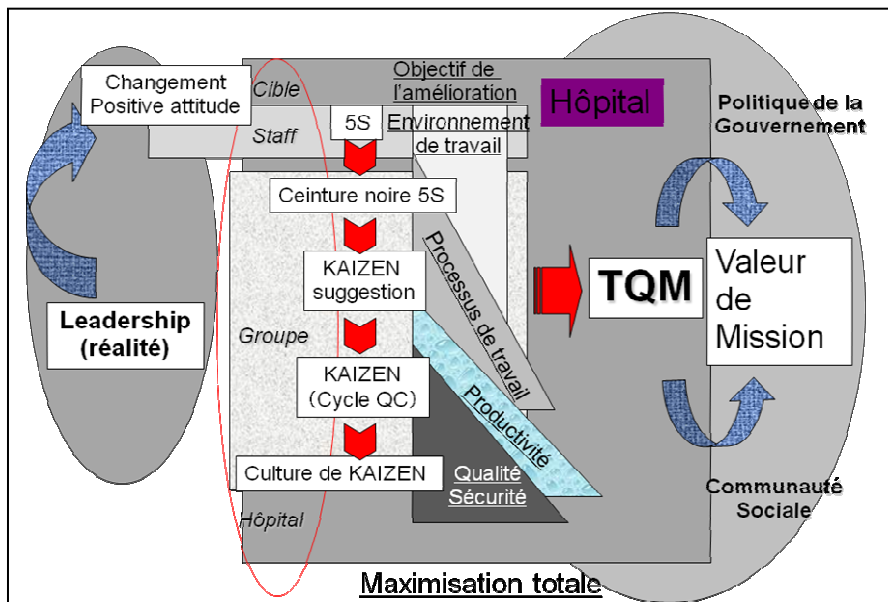 Changement
Positive attitude
Leadership
(réalité)
Cible
Staff
Groupe
Hôpital
5S
Ceinture noire 5S
KAIZEN
suggestion
KAIZEN
(Cycle QC)
Culture de KAIZEN
Objectif de
l'amélioration
Environnement
de travail
Processus de travail
Productivité
Qualité
Sécurité
Hôpital
TQM
Politique de la
Gouvernement
Valeur
de
Mission
Communauté
Sociale
Maximisation totale